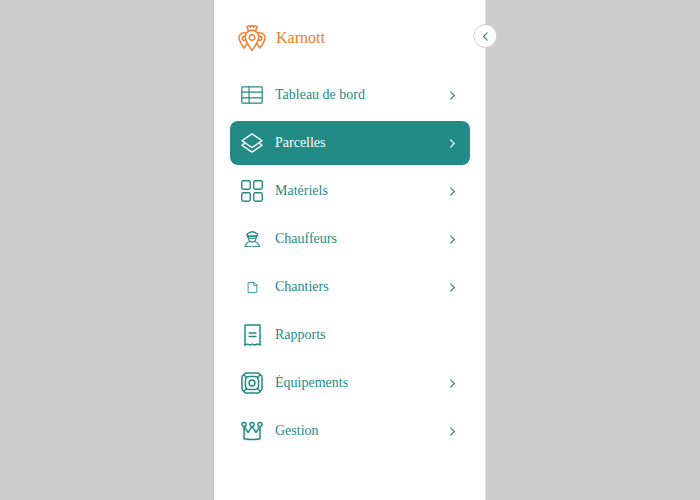 Karnott
Tableau de bord
Parcelles
Matériels
Chauffeurs
Chantiers
Rapports
Équipements
Gestion